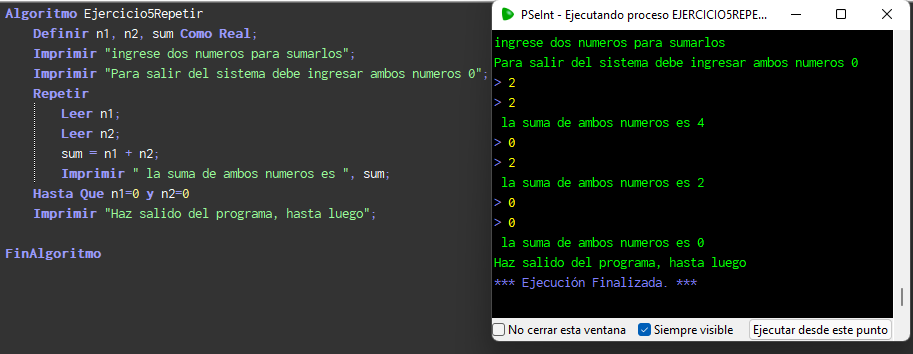 Algoritmo Ejercicio5Repetir
Definir n1, n2, sum Como Real;
Imprimir "ingrese dos numeros para sumarlos";
Imprimir "Para salir del sistema debe ingresar ambos numeros 0";
Repetir
Leer n1;
Leer n2;
sum = n1 + n2;
Imprimir " la suma de ambos numeros es ", sum;
Hasta Que n1=0 y n2=0
Imprimir "Haz salido del programa, hasta luego";
FinAlgoritmo
PSeInt - Ejecutando proceso EJERCICIO5REPE...
ingrese dos numeros para sumarlos
Para salir del sistema debe ingresar ambos numeros 0
> 2
> 2
la suma de ambos numeros es 4
> 0
> 2
la suma de ambos numeros es 2
> 0
> 0
la suma de ambos numeros es 0
Haz salido del programa, hasta luego
*** Ejecución Finalizada. ***
No cerrar esta ventana
Siempre visible
Ejecutar desde este punto